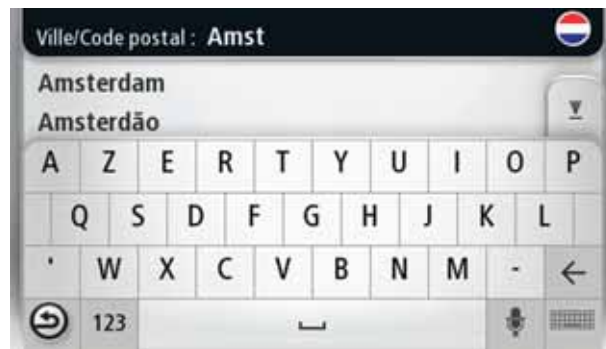 Ville/Code postal : Amst
Amsterdam
Amsterdão
A Z E R T Y U I O P
Q S D F G H J K L
' W X C V B N M - ←
123